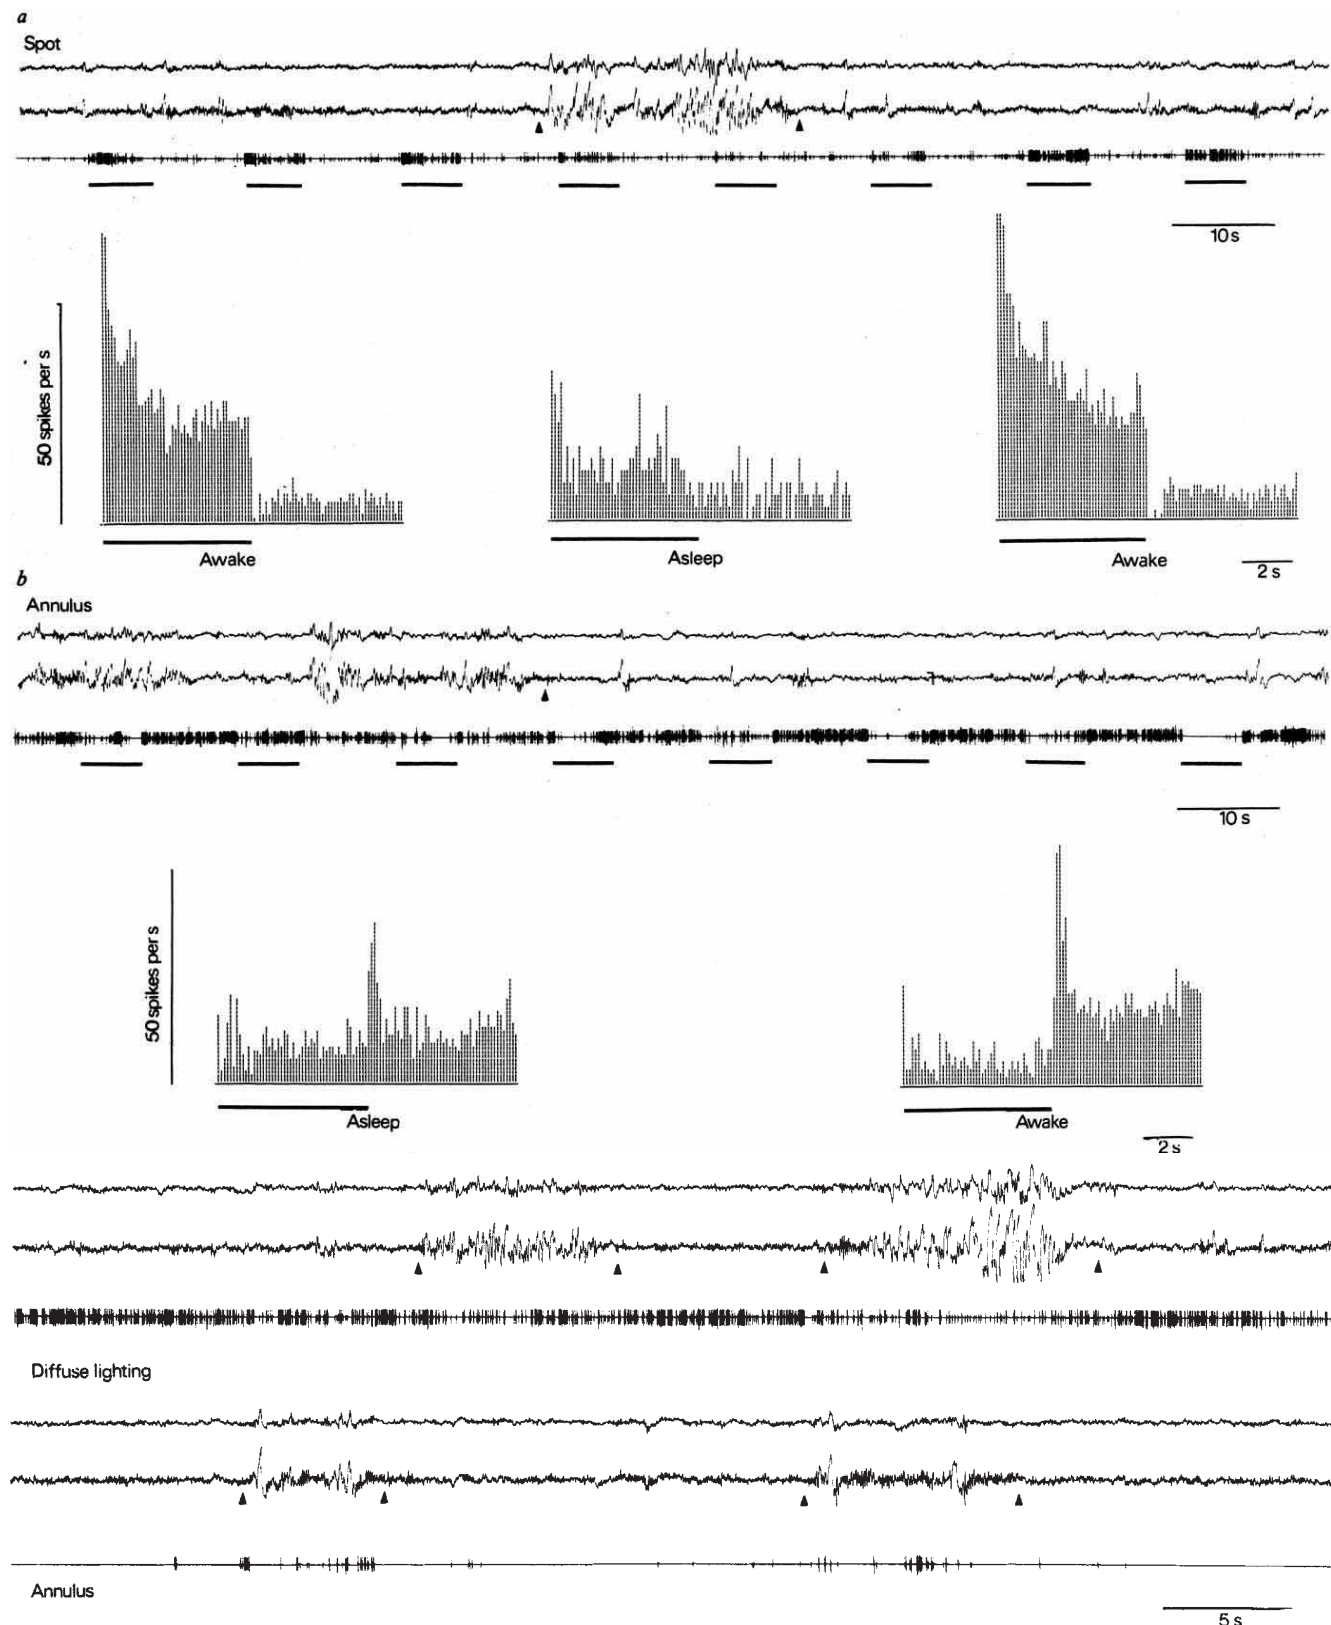 a
Spot
10 s
50 spikes per s
Awake
Asleep
Awake
2 s
b
Annulus
10 s
50 spikes per s
Asleep
Awake
2 s
Diffuse lighting
Annulus
5 s